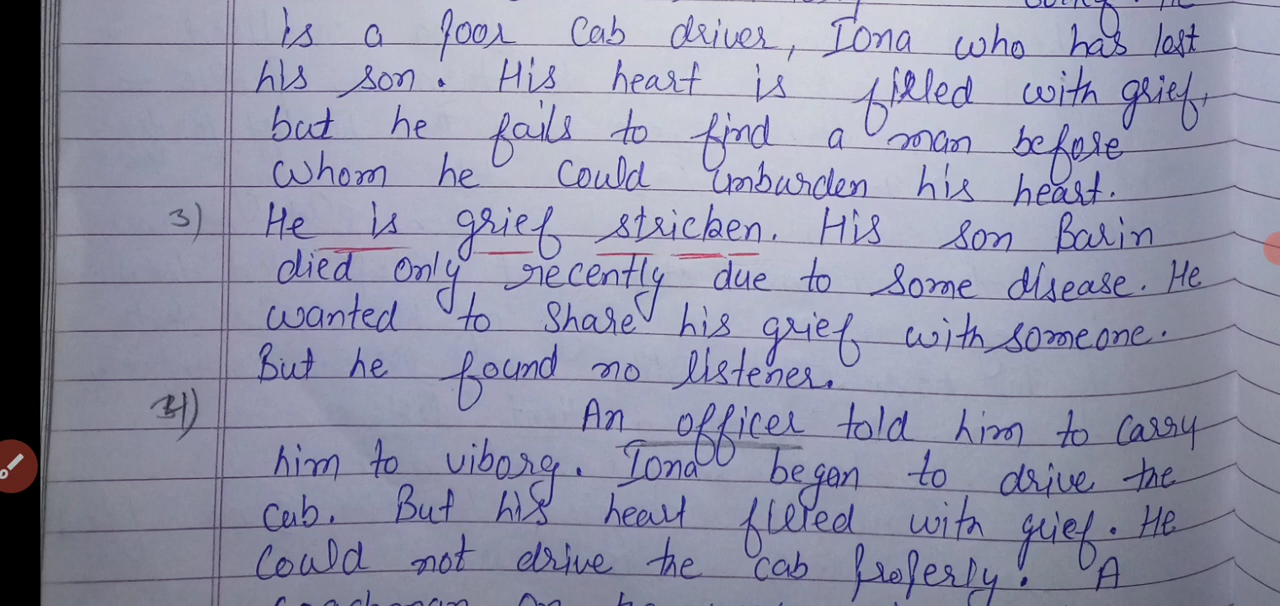 is a poor cab driver, Iona who has lost
his son. His heart is filled with grief,
but he fails to find a man before
whom he could unburden his heart.
3) He is grief stricken. His son Barin
died only recently due to some disease. He
wanted to share his grief with someone.
But he found no listener.
4) An officer told him to carry
him to viborg. Iona began to drive the
cab. But his heart filled with grief. He
could not drive the cab properly. A